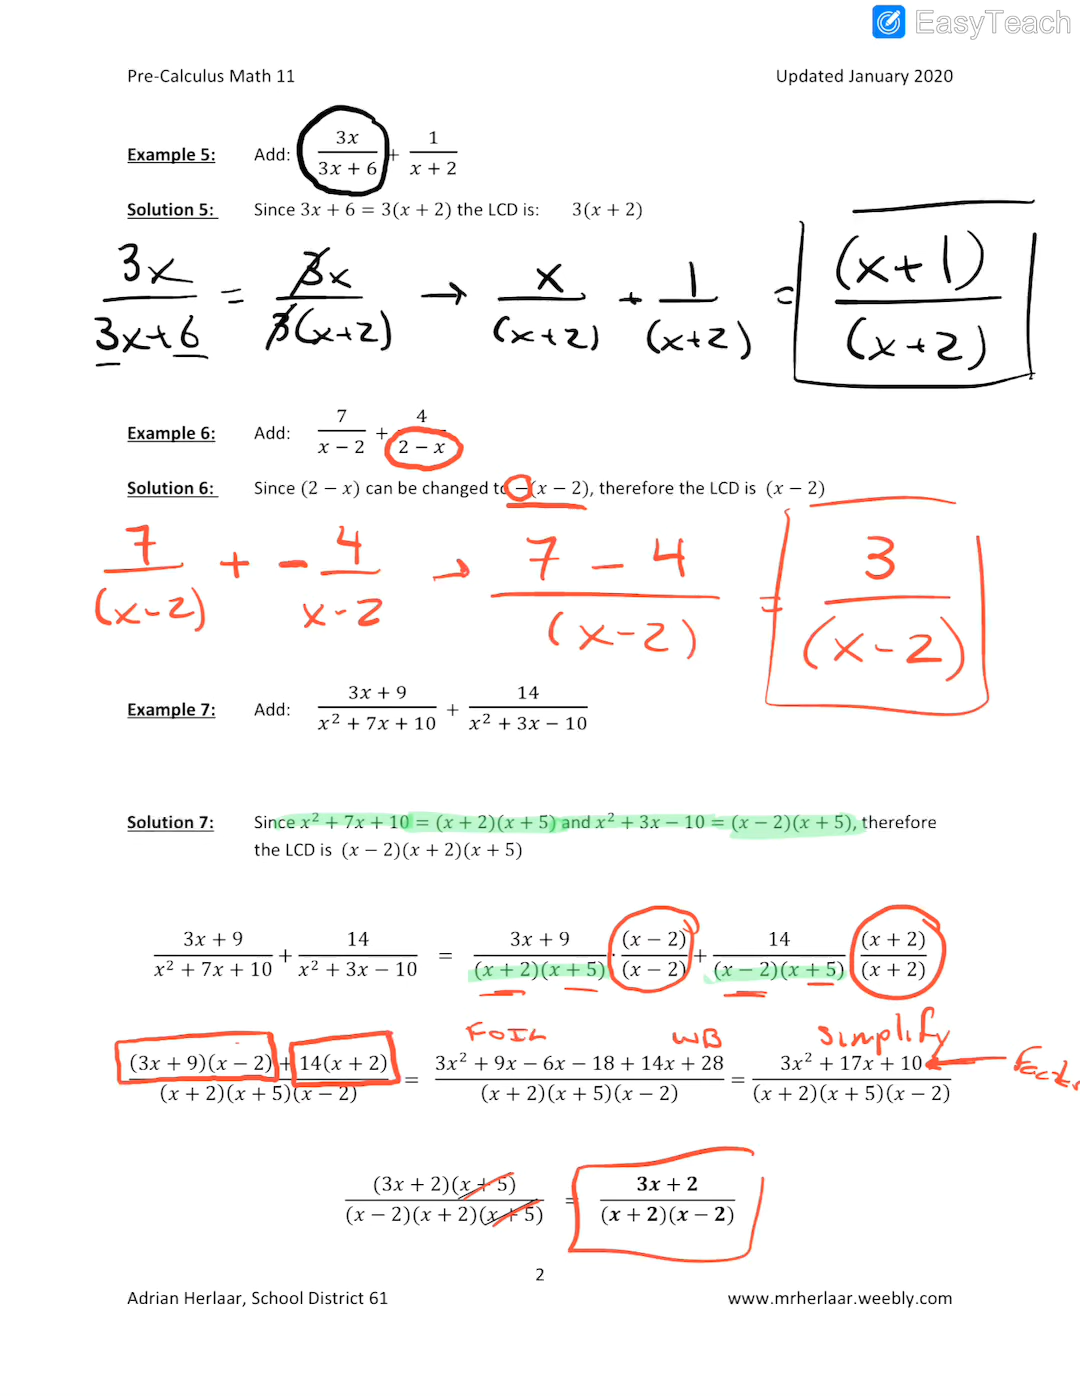 EasyTeach
Pre-Calculus Math 11 Updated January 2020
Example 5: Add: 3x/(3x + 6) + 1/(x + 2)
Solution 5: Since 3x + 6 = 3(x + 2) the LCD is: 3(x + 2)
3x/(3x+6) = 3x/3(x+2) → x/(x+2) + 1/(x+2) = (x+1)/(x+2)
Example 6: Add: 7/(x − 2) + 4/(2 − x)
Solution 6: Since (2 − x) can be changed to −(x − 2), therefore the LCD is (x − 2)
7/(x-2) + - 4/(x-2) → (7 - 4)/(x-2) = 3/(x-2)
Example 7: Add: (3x + 9)/(x² + 7x + 10) + 14/(x² + 3x − 10)
Solution 7: Since x² + 7x + 10 = (x + 2)(x + 5) and x² + 3x − 10 = (x − 2)(x + 5), therefore
the LCD is (x − 2)(x + 2)(x + 5)
(3x + 9)/(x² + 7x + 10) + 14/(x² + 3x − 10) = (3x + 9)/((x + 2)(x + 5)) · (x − 2)/(x − 2) + 14/((x − 2)(x + 5)) (x + 2)/(x + 2)
FOIL WB Simplify
((3x + 9)(x − 2) + 14(x + 2))/((x + 2)(x + 5)(x − 2)) = (3x² + 9x − 6x − 18 + 14x + 28)/((x + 2)(x + 5)(x − 2)) = (3x² + 17x + 10)/((x + 2)(x + 5)(x − 2))
(3x + 2)(x + 5)/((x − 2)(x + 2)(x + 5)) = (3x + 2)/((x + 2)(x − 2))
2
Adrian Herlaar, School District 61 www.mrherlaar.weebly.com